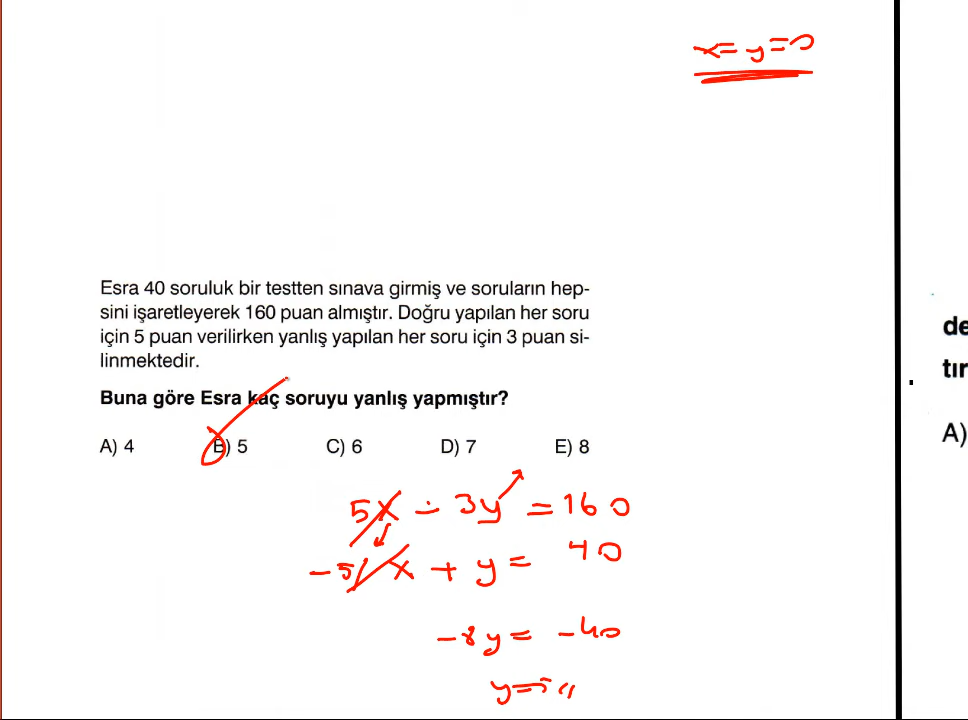 x=y=0
Esra 40 soruluk bir testten sınava girmiş ve soruların hep-
sini işaretleyerek 160 puan almıştır. Doğru yapılan her soru
için 5 puan verilirken yanlış yapılan her soru için 3 puan si-
linmektedir.
Buna göre Esra kaç soruyu yanlış yapmıştır?
A) 4 B) 5 C) 6 D) 7 E) 8
5x - 3y = 160
-5/ x + y = 40
-8y = -40
y=5
de
tır
A)